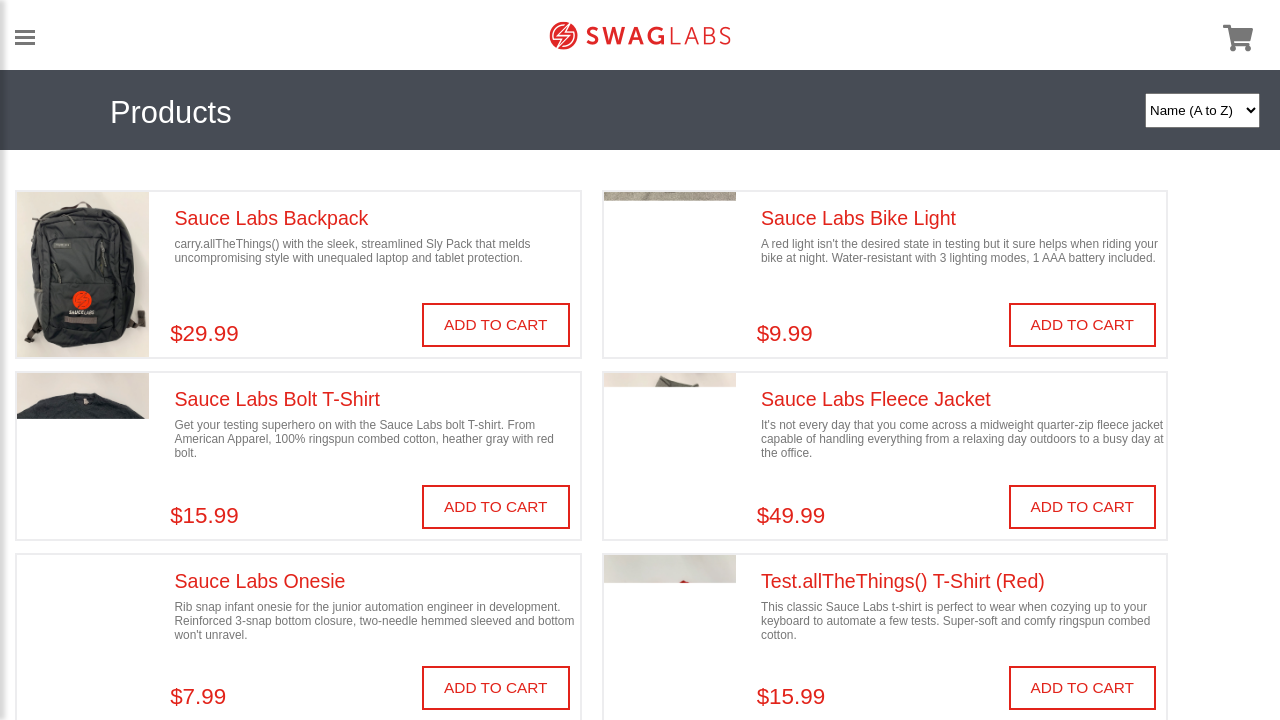 SWAGLABS
Products
Name (A to Z)
Sauce Labs Backpack
carry.allTheThings() with the sleek, streamlined Sly Pack that melds
uncompromising style with unequaled laptop and tablet protection.
$29.99
ADD TO CART
Sauce Labs Bike Light
A red light isn't the desired state in testing but it sure helps when riding your
bike at night. Water-resistant with 3 lighting modes, 1 AAA battery included.
$9.99
ADD TO CART
Sauce Labs Bolt T-Shirt
Get your testing superhero on with the Sauce Labs bolt T-shirt. From
American Apparel, 100% ringspun combed cotton, heather gray with red
bolt.
$15.99
ADD TO CART
Sauce Labs Fleece Jacket
It's not every day that you come across a midweight quarter-zip fleece jacket
capable of handling everything from a relaxing day outdoors to a busy day at
the office.
$49.99
ADD TO CART
Sauce Labs Onesie
Rib snap infant onesie for the junior automation engineer in development.
Reinforced 3-snap bottom closure, two-needle hemmed sleeved and bottom
won't unravel.
$7.99
ADD TO CART
Test.allTheThings() T-Shirt (Red)
This classic Sauce Labs t-shirt is perfect to wear when cozying up to your
keyboard to automate a few tests. Super-soft and comfy ringspun combed
cotton.
$15.99
ADD TO CART